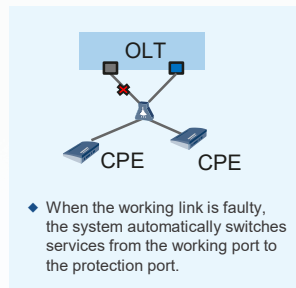 OLT
CPE
CPE
◆ When the working link is faulty,
the system automatically switches
services from the working port to
the protection port.